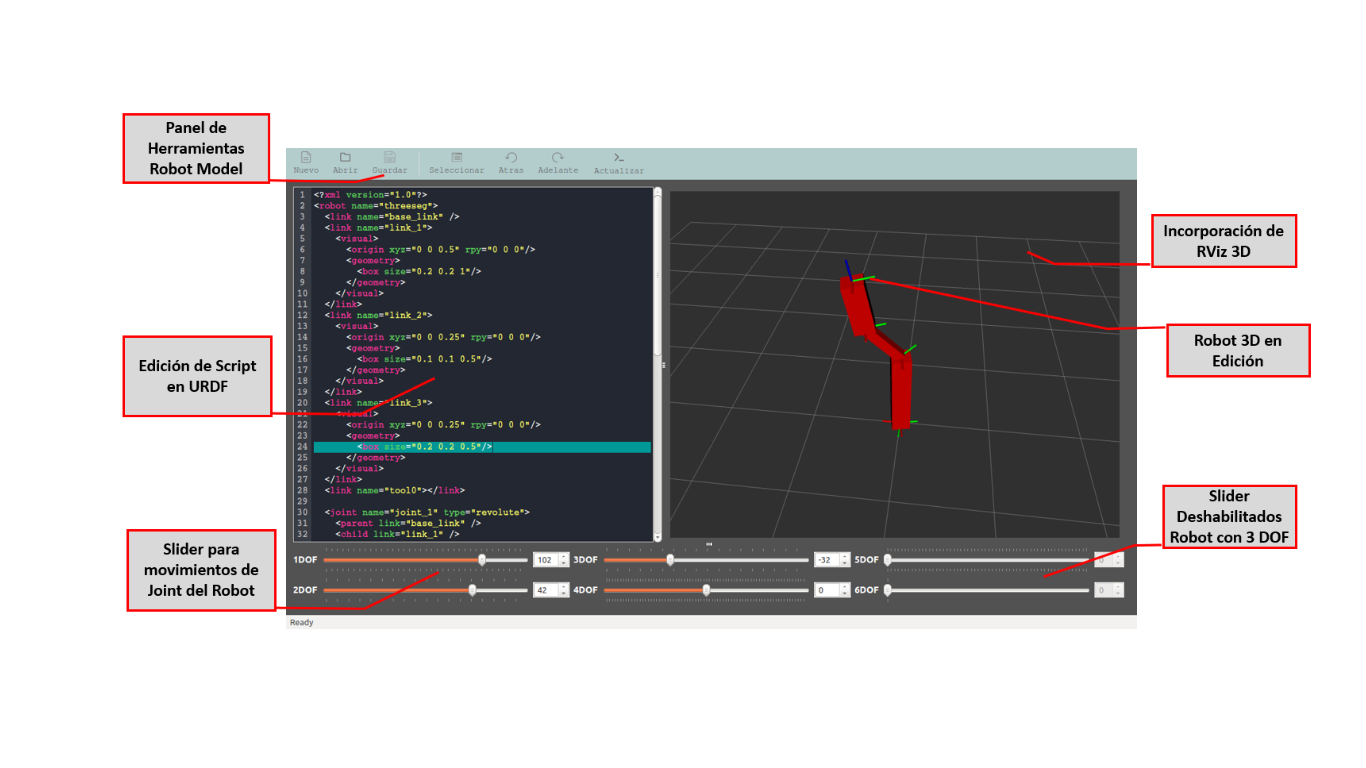 Panel de
Herramientas
Robot Model
Nuevo Abrir Guardar Seleccionar Atras Adelante Actualizar
1 <?xml version="1.0"?>
2 <robot name="threeseg">
3 <link name="base_link" />
4 <link name="link_1">
5 <visual>
6 <origin xyz="0 0 0.5" rpy="0 0 0"/>
7 <geometry>
8 <box size="0.2 0.2 1"/>
9 </geometry>
10 </visual>
11 </link>
12 <link name="link_2">
13 <visual>
14 <origin xyz="0 0 0.25" rpy="0 0 0"/>
15 <geometry>
16 <box size="0.1 0.1 0.5"/>
17 </geometry>
18 </visual>
19 </link>
20 <link name="link_3">
21 <visual>
22 <origin xyz="0 0 0.25" rpy="0 0 0"/>
23 <geometry>
24 <box size="0.2 0.2 0.5"/>
25 </geometry>
26 </visual>
27 </link>
28 <link name="tool0"></link>
29
30 <joint name="joint_1" type="revolute">
31 <parent link="base_link" />
32 <child link="link_1" />
Incorporación de
RViz 3D
Robot 3D en
Edición
Edición de Script
en URDF
Slider
Deshabilitados
Robot con 3 DOF
Slider para
movimientos de
Joint del Robot
1DOF 102 3DOF -32 5DOF 0
2DOF 42 4DOF 0 6DOF 0
Ready